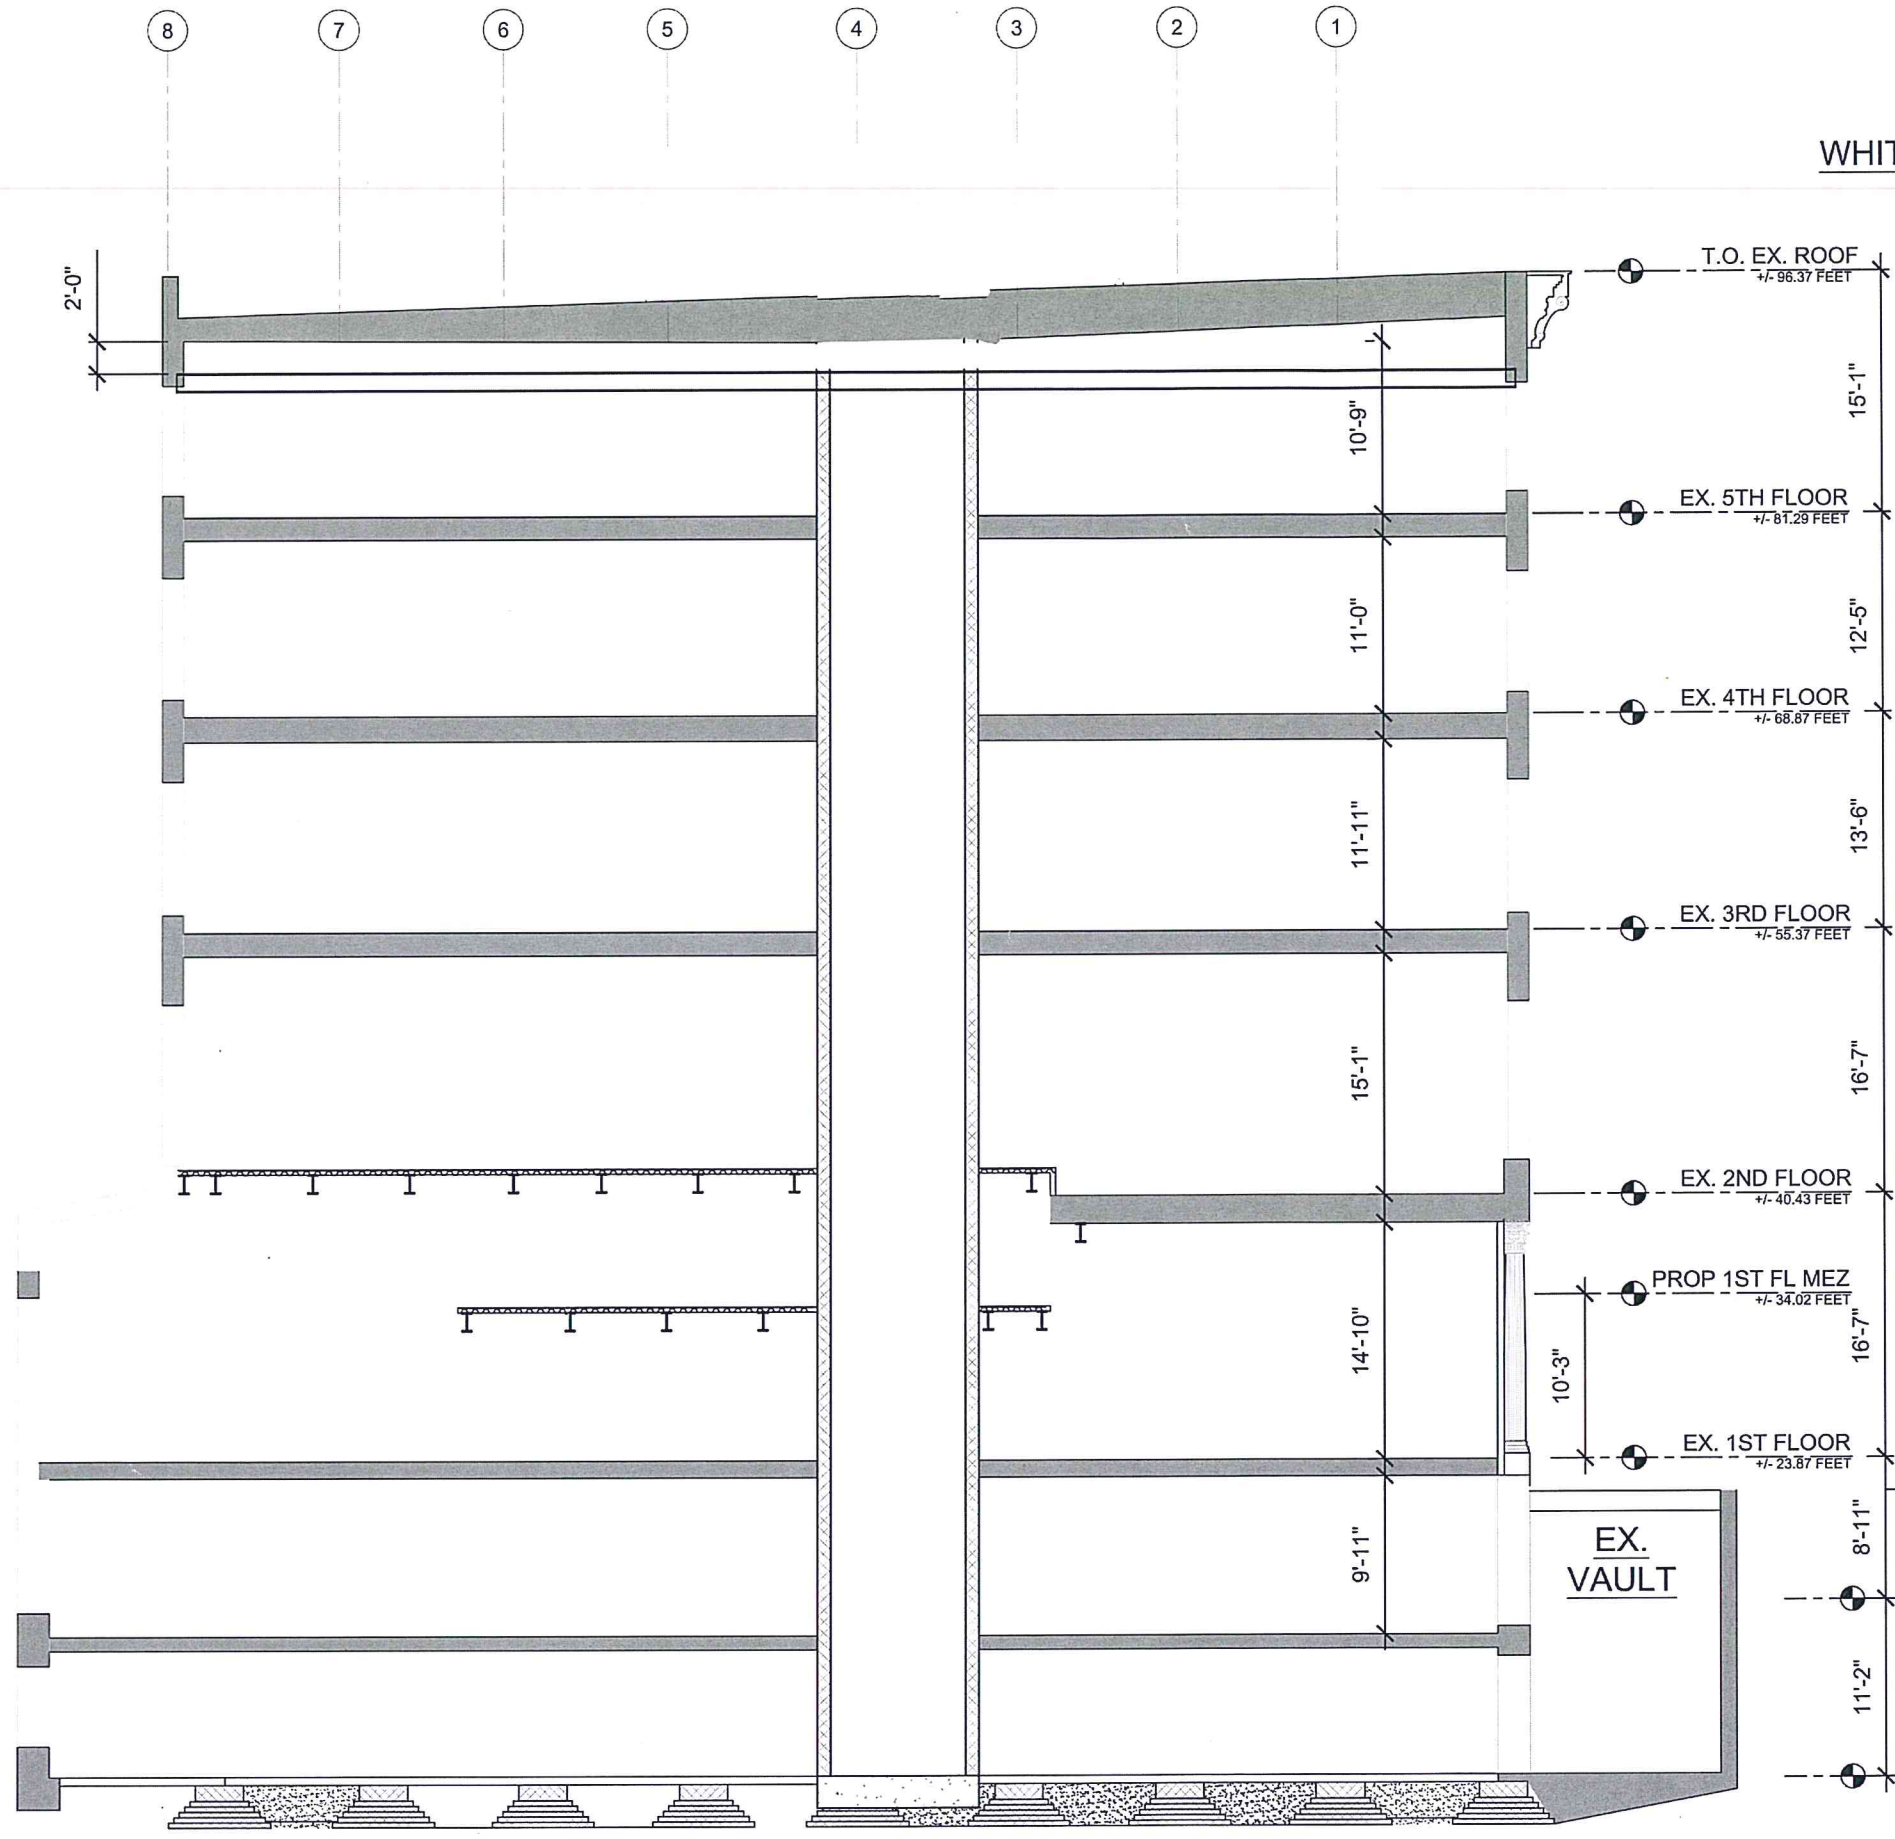 8 7 6 5 4 3 2 1
WHIT
T.O. EX. ROOF
+/- 96.37 FEET
2'-0"
15'-1"
10'-9"
EX. 5TH FLOOR
+/- 81.29 FEET
11'-0"
12'-5"
EX. 4TH FLOOR
+/- 68.87 FEET
11'-11"
13'-6"
EX. 3RD FLOOR
+/- 55.37 FEET
15'-1"
16'-7"
EX. 2ND FLOOR
+/- 40.43 FEET
PROP 1ST FL MEZ
+/- 34.02 FEET
14'-10"
16'-7"
10'-3"
EX. 1ST FLOOR
+/- 23.87 FEET
9'-11"
EX.
VAULT
8'-11"
11'-2"